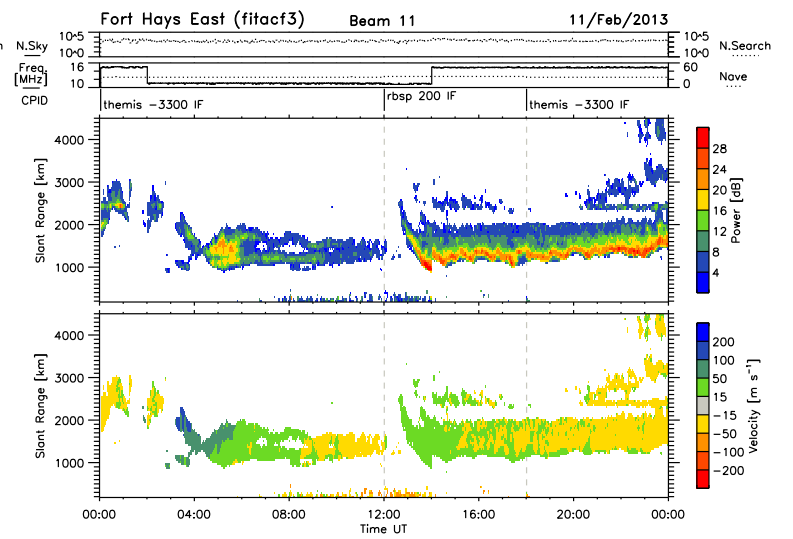 Fort Hays East (fitacf3) Beam 11 11/Feb/2013
n N.Sky 10^5 10^5 N.Search
10^0 10^0
Freq. 16 60
[MHz] 10 0 Nave
CPID themis -3300 IF rbsp 200 IF themis -3300 IF
4000
3000
2000
1000
Slant Range [km]
28
24
20
16
12
8
4
Power [dB]
4000
3000
2000
1000
Slant Range [km]
200
100
50
15
-15
-50
-100
-200
Velocity [m s⁻¹]
00:00 04:00 08:00 12:00 16:00 20:00 00:00
Time UT